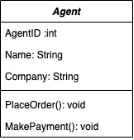 Agent
AgentID :int
Name: String
Company: String
PlaceOrder(): void
MakePayment(): void